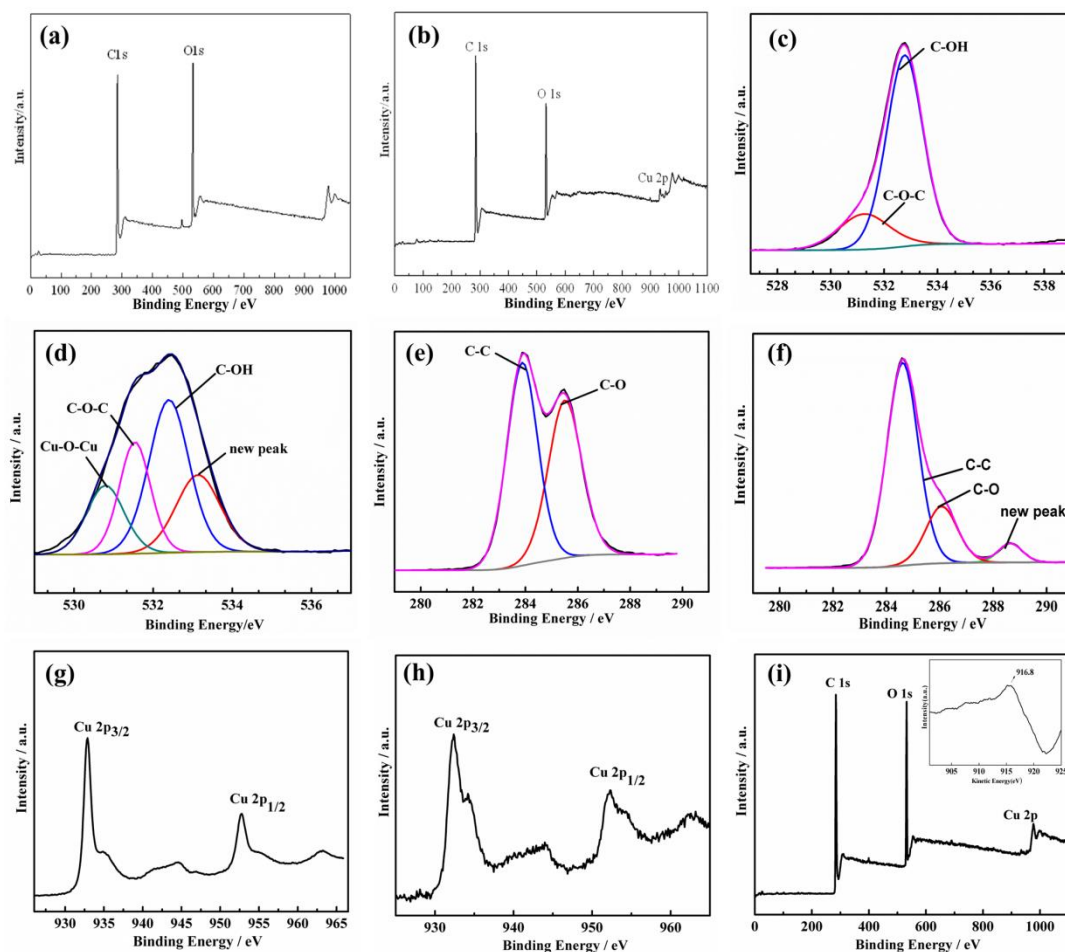 (a)
C1s
O1s
Intensity/a.u.
0 100 200 300 400 500 600 700 800 900 1000
Binding Energy / eV
(b)
C 1s
O 1s
Cu 2p
Intensity/a.u.
0 100 200 300 400 500 600 700 800 900 1000 1100
Binding Energy /eV
(c)
C-OH
C-O-C
Intensity / a.u.
528 530 532 534 536 538
Binding Energy / eV
(d)
C-OH
C-O-C
Cu-O-Cu
new peak
Intensity / a.u.
530 532 534 536
Binding Energy/eV
(e)
C-C
C-O
Intensity / a.u.
280 282 284 286 288 290
Binding Energy / eV
(f)
C-C
C-O
new peak
Intensity / a.u.
280 282 284 286 288 290
Binding Energy / eV
(g)
Cu 2p3/2
Cu 2p1/2
Intensity / a.u.
930 935 940 945 950 955 960 965
Binding Energy / eV
(h)
Cu 2p3/2
Cu 2p1/2
Intensity / a.u.
930 940 950 960
Binding Energy / eV
(i)
C 1s
O 1s
Cu 2p
916.8
Intensity(a.u.)
905 910 915 920 925
Kinetic Energy(eV)
Intensity / a.u.
0 200 400 600 800 1000
Binding Energy / eV